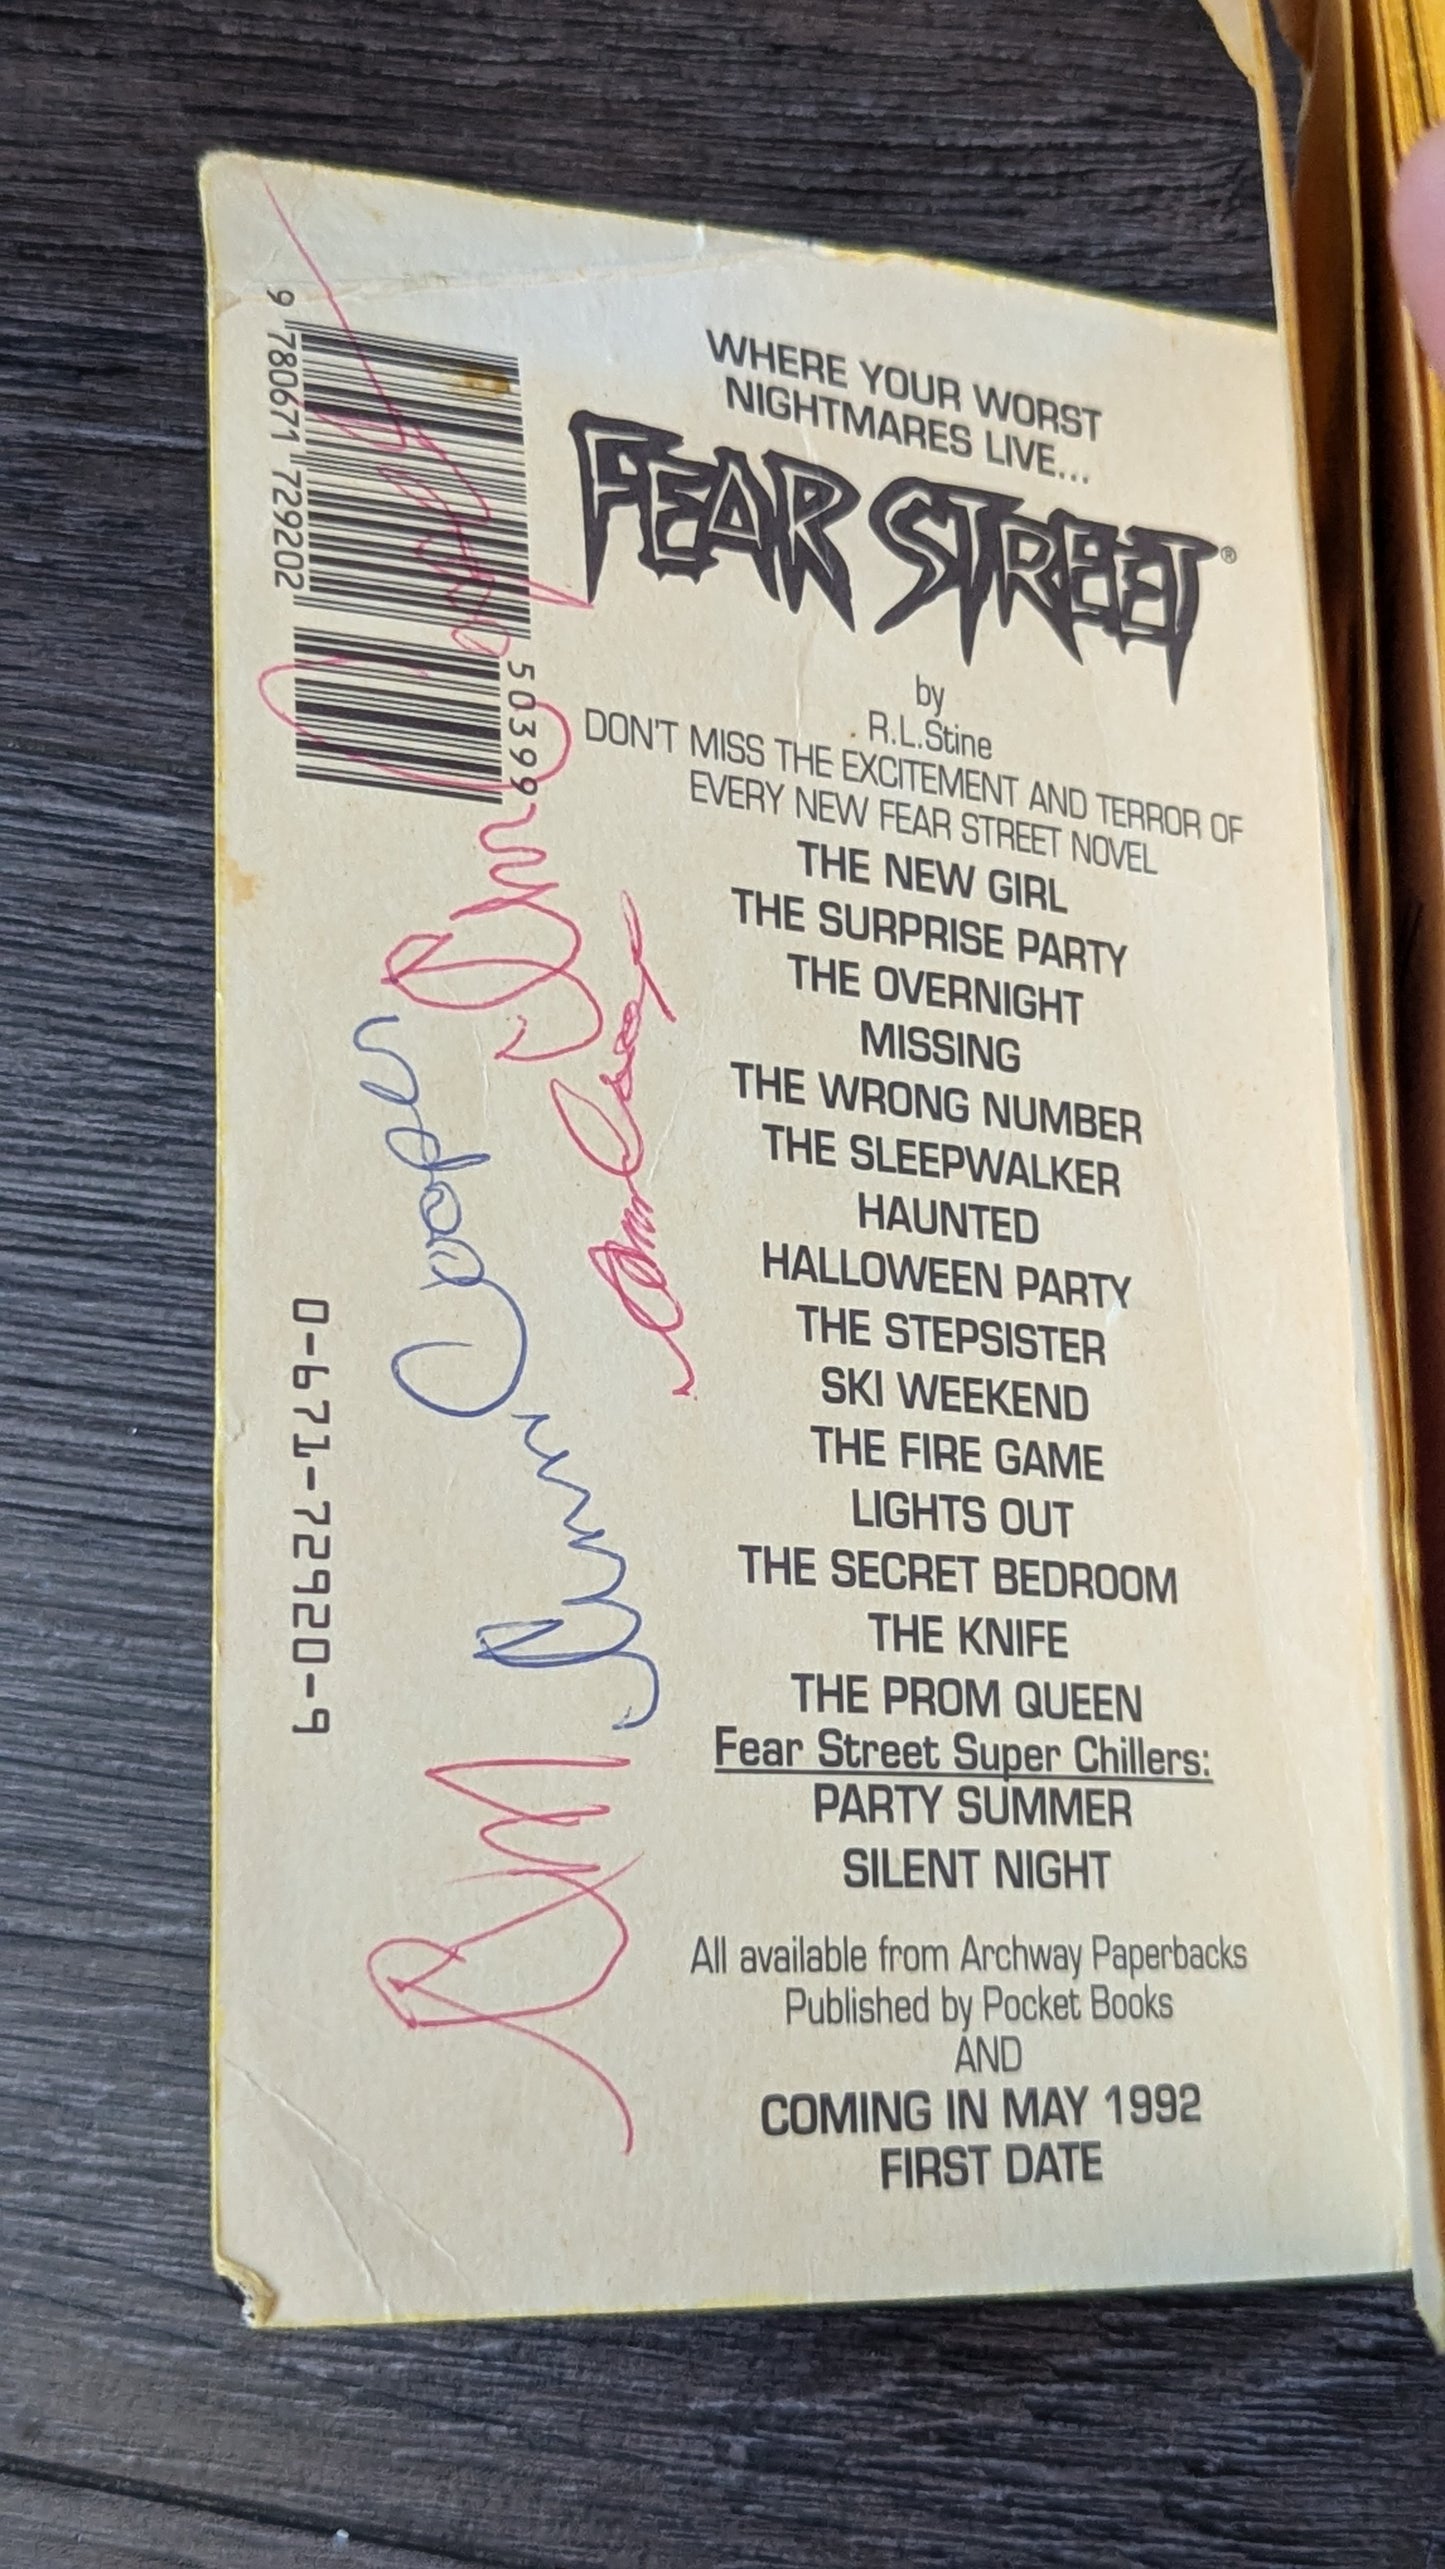 WHERE YOUR WORST
NIGHTMARES LIVE...
FEAR STREET®
by
R.L.Stine
DON'T MISS THE EXCITEMENT AND TERROR OF
EVERY NEW FEAR STREET NOVEL
THE NEW GIRL
THE SURPRISE PARTY
THE OVERNIGHT
MISSING
THE WRONG NUMBER
THE SLEEPWALKER
HAUNTED
HALLOWEEN PARTY
THE STEPSISTER
SKI WEEKEND
THE FIRE GAME
LIGHTS OUT
THE SECRET BEDROOM
THE KNIFE
THE PROM QUEEN
Fear Street Super Chillers:
PARTY SUMMER
SILENT NIGHT
All available from Archway Paperbacks
Published by Pocket Books
AND
COMING IN MAY 1992
FIRST DATE
9 780671 729202
50399
0-671-72920-9